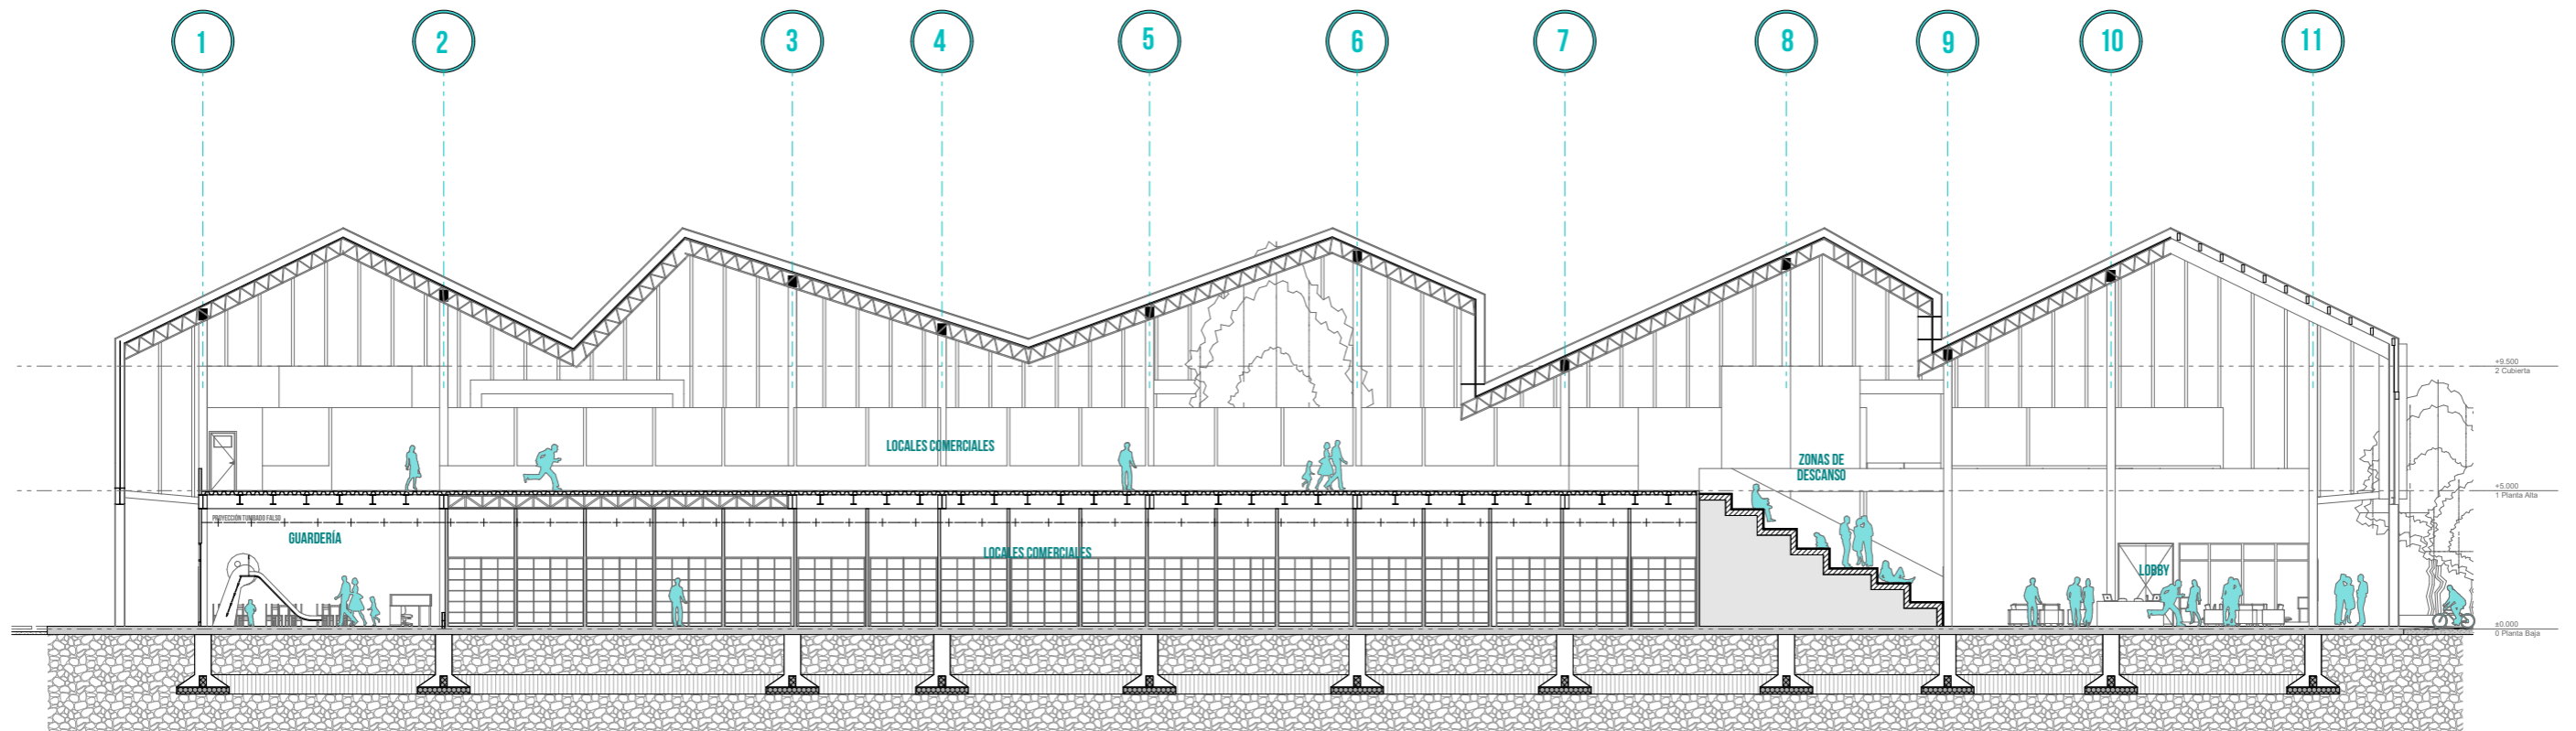 1
2
3
4
5
6
7
8
9
10
11
+9.500
2 Cubierta
LOCALES COMERCIALES
ZONAS DE
DESCANSO
+5.000
1 Planta Alta
PROYECCIÓN TUMBADO FALSO
GUARDERÍA
LOCALES COMERCIALES
LOBBY
±0.000
0 Planta Baja